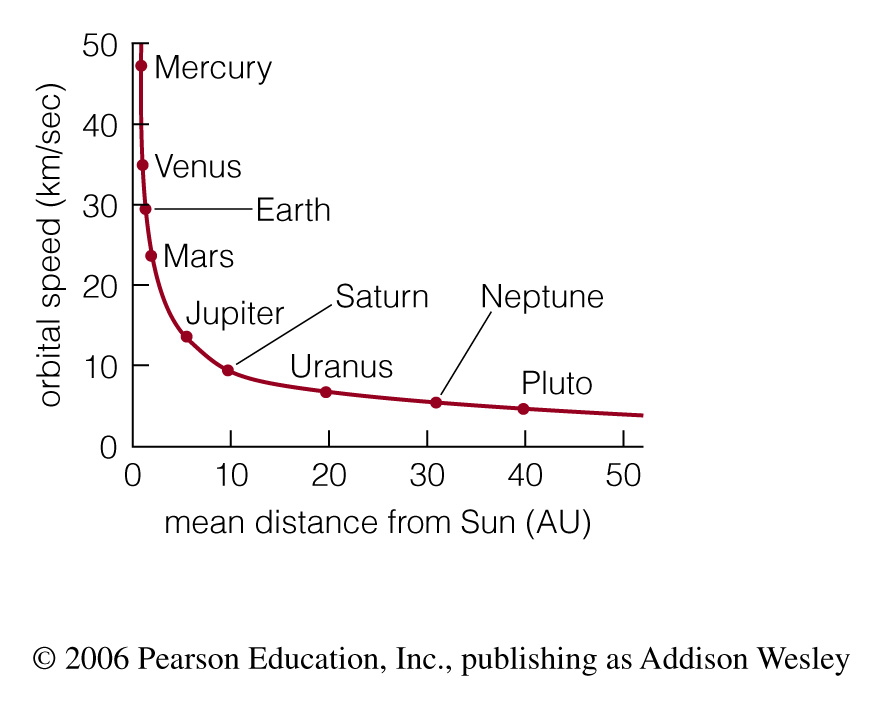 50
Mercury
40
Venus
30
Earth
Mars
20
Saturn
Neptune
Jupiter
10
Uranus
Pluto
0
orbital speed (km/sec)
0 10 20 30 40 50
mean distance from Sun (AU)
© 2006 Pearson Education, Inc., publishing as Addison Wesley